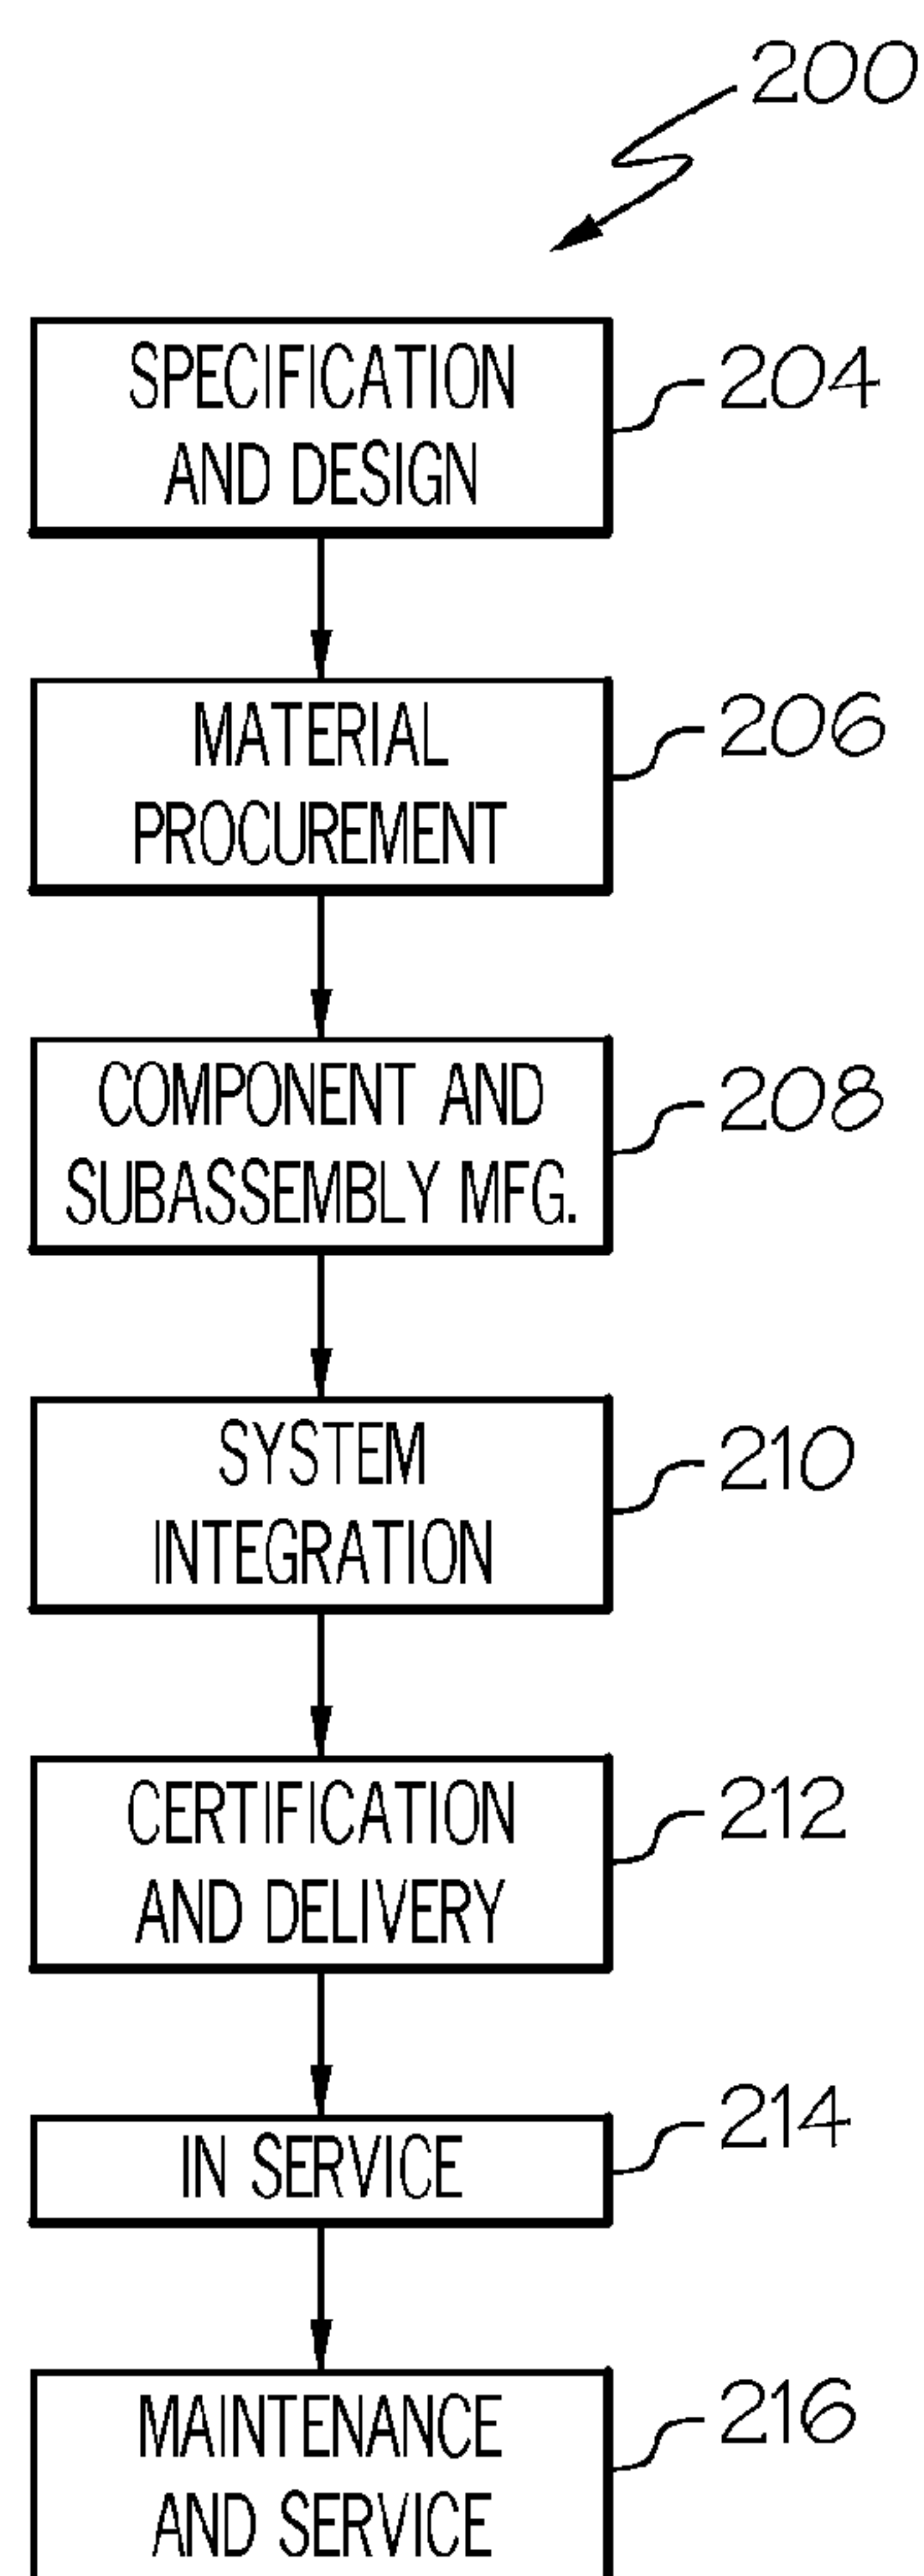 200
SPECIFICATION
AND DESIGN
204
MATERIAL
PROCUREMENT
206
COMPONENT AND
SUBASSEMBLY MFG.
208
SYSTEM
INTEGRATION
210
CERTIFICATION
AND DELIVERY
212
IN SERVICE
214
MAINTENANCE
AND SERVICE
216